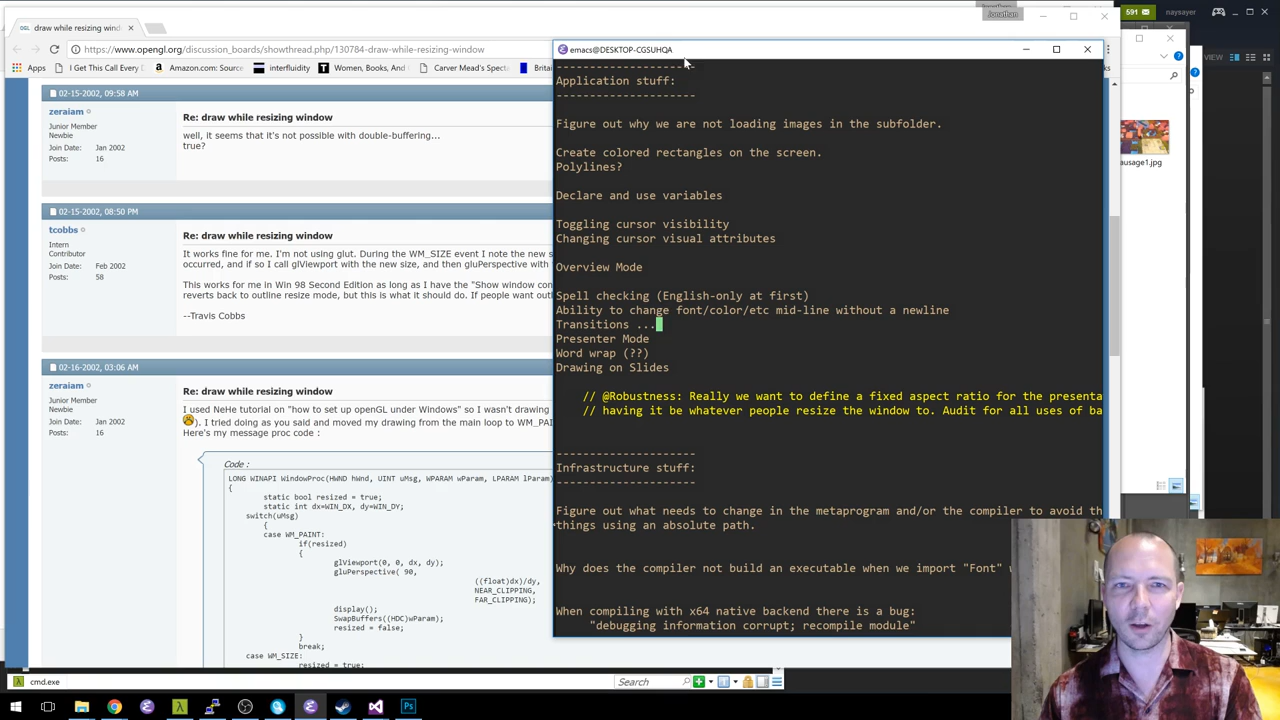 draw while resizing wind
Jonathan
591
naysayer
https://www.opengl.org/discussion_boards/showthread.php/130784-draw-while-resizing-window
emacs@DESKTOP-CGSUHQA
VIEW
Apps
I Get This Call Every D
interfluidity
Women, Books, And
Carver Mead's Spectre
Britain
02-15-2002, 09:58 AM
zeraiam
Junior Member
Newbie
Join Date: Jan 2002
Posts: 16
Re: draw while resizing window
well, it seems that it's not possible with double-buffering...
true?
02-15-2002, 08:50 PM
tcobbs
Intern
Contributor
Join Date: Feb 2002
Posts: 58
Re: draw while resizing window
It works fine for me. I'm not using glut. During the WM_SIZE event I note the new s
occurred, and if so I call glViewport with the new size, and then gluPerspective with
This works for me in Win 98 Second Edition as long as I have the "Show window con
reverts back to outline resize mode, but this is what it should do. If people want out
--Travis Cobbs
02-16-2002, 03:06 AM
zeraiam
Junior Member
Newbie
Join Date: Jan 2002
Posts: 16
Re: draw while resizing window
I used NeHe tutorial on "how to set up openGL under Windows" so I wasn't drawing
. I tried doing as you said and moved my drawing from the main loop to WM_PAI
Here's my message proc code :
Code :
LONG WINAPI WindowProc(HWND hWnd, UINT uMsg, WPARAM wParam, LPARAM lParam)
{
static bool resized = true;
static int dx=WIN_DX, dy=WIN_DY;
switch(uMsg)
{
case WM_PAINT:
if(resized)
{
glViewport(0, 0, dx, dy);
gluPerspective( 90,
((float)dx)/dy,
NEAR_CLIPPING,
FAR_CLIPPING);
display();
SwapBuffers((HDC)wParam);
resized = false;
}
break;
case WM_SIZE:
resized = true;
---------------------
Application stuff:
---------------------
Figure out why we are not loading images in the subfolder.
Create colored rectangles on the screen.
Polylines?
Declare and use variables
Toggling cursor visibility
Changing cursor visual attributes
Overview Mode
Spell checking (English-only at first)
Ability to change font/color/etc mid-line without a newline
Transitions ...
Presenter Mode
Word wrap (??)
Drawing on Slides
// @Robustness: Really we want to define a fixed aspect ratio for the presenta
// having it be whatever people resize the window to. Audit for all uses of ba
---------------------
Infrastructure stuff:
---------------------
Figure out what needs to change in the metaprogram and/or the compiler to avoid th
things using an absolute path.
Why does the compiler not build an executable when we import "Font" w
When compiling with x64 native backend there is a bug:
"debugging information corrupt; recompile module"
ausage1.jpg
cmd.exe
Search